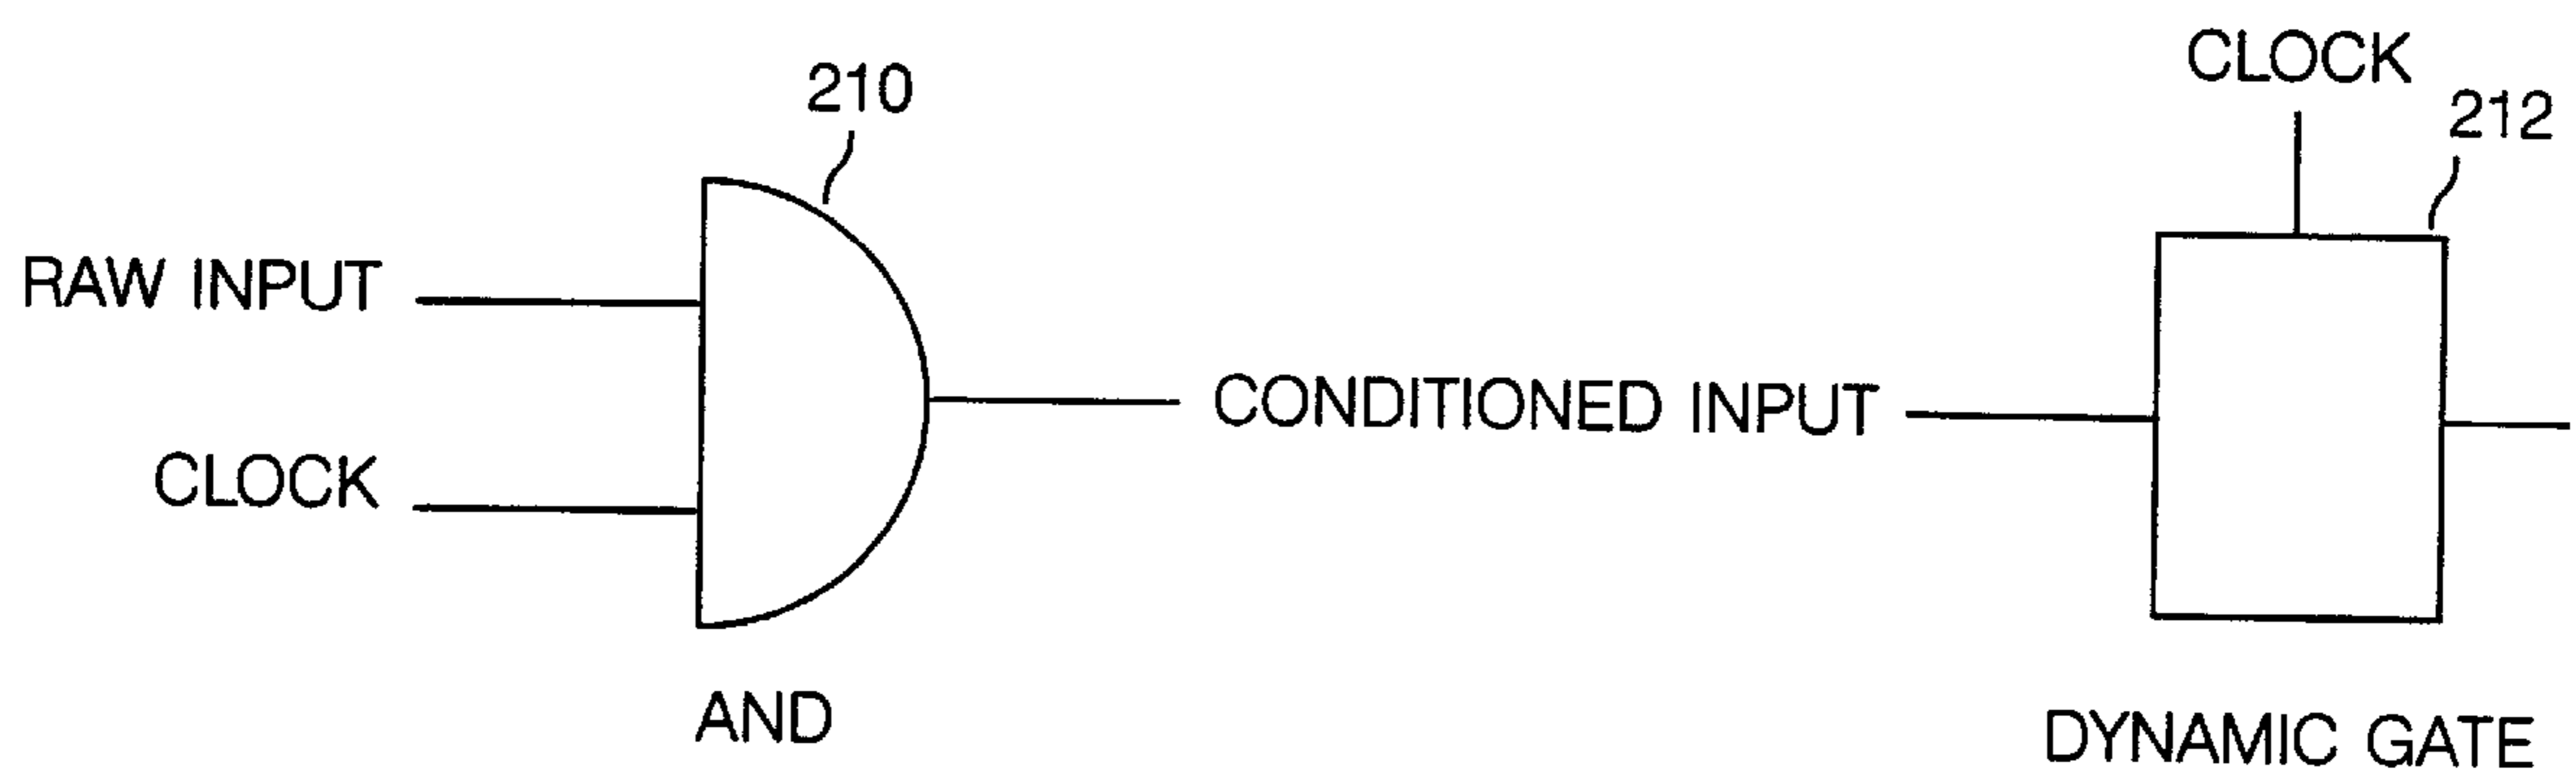 CLOCK
210
212
RAW INPUT
CONDITIONED INPUT
CLOCK
AND
DYNAMIC GATE